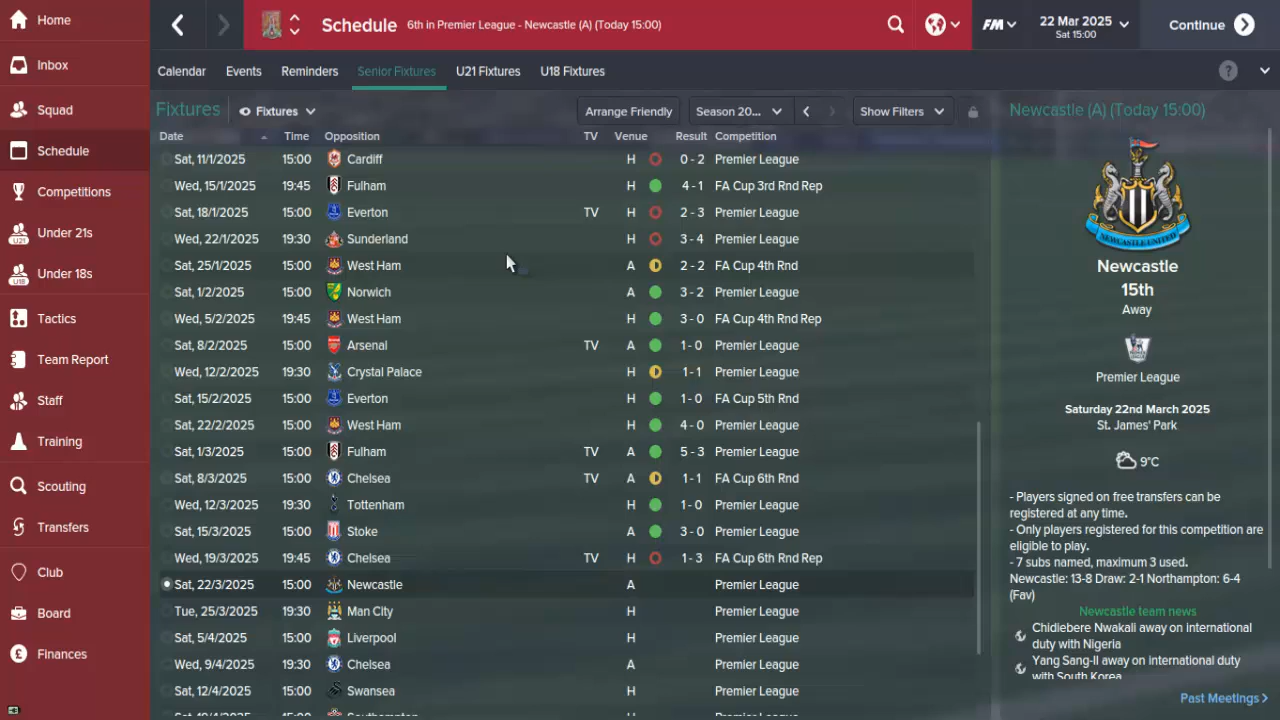 Home
Inbox
Squad
Schedule
Competitions
Under 21s
Under 18s
Tactics
Team Report
Staff
Training
Scouting
Transfers
Club
Board
Finances
Schedule 6th in Premier League - Newcastle (A) (Today 15:00)
FM 22 Mar 2025 Continue
Sat 15:00
Calendar Events Reminders Senior Fixtures U21 Fixtures U18 Fixtures ?
Fixtures Fixtures Arrange Friendly Season 20... Show Filters
Date Time Opposition TV Venue Result Competition
Sat, 11/1/2025 15:00 Cardiff H 0 - 2 Premier League
Wed, 15/1/2025 19:45 Fulham H 4 - 1 FA Cup 3rd Rnd Rep
Sat, 18/1/2025 15:00 Everton TV H 2 - 3 Premier League
Wed, 22/1/2025 19:30 Sunderland H 3 - 4 Premier League
Sat, 25/1/2025 15:00 West Ham A 2 - 2 FA Cup 4th Rnd
Sat, 1/2/2025 15:00 Norwich A 3 - 2 Premier League
Wed, 5/2/2025 19:45 West Ham H 3 - 0 FA Cup 4th Rnd Rep
Sat, 8/2/2025 15:00 Arsenal TV A 1 - 0 Premier League
Wed, 12/2/2025 19:30 Crystal Palace H 1 - 1 Premier League
Sat, 15/2/2025 15:00 Everton A 1 - 0 FA Cup 5th Rnd
Sat, 22/2/2025 15:00 West Ham H 4 - 0 Premier League
Sat, 1/3/2025 15:00 Fulham TV A 5 - 3 Premier League
Sat, 8/3/2025 15:00 Chelsea TV A 1 - 1 FA Cup 6th Rnd
Wed, 12/3/2025 19:30 Tottenham H 1 - 0 Premier League
Sat, 15/3/2025 15:00 Stoke A 3 - 0 Premier League
Wed, 19/3/2025 19:45 Chelsea TV H 1 - 3 FA Cup 6th Rnd Rep
Sat, 22/3/2025 15:00 Newcastle A Premier League
Tue, 25/3/2025 19:30 Man City H Premier League
Sat, 5/4/2025 15:00 Liverpool H Premier League
Wed, 9/4/2025 19:30 Chelsea A Premier League
Sat, 12/4/2025 15:00 Swansea H Premier League
Newcastle (A) (Today 15:00)
NEWCASTLE UNITED
Newcastle
15th
Away
Premier League
Saturday 22nd March 2025
St. James' Park
9°C
- Players signed on free transfers can be
registered at any time.
- Only players registered for this competition are
eligible to play.
- 7 subs named, maximum 3 used.
Newcastle: 13-8 Draw: 2-1 Northampton: 6-4
(Fav)
Newcastle team news
Chidiebere Nwakali away on international
duty with Nigeria
Yang Sang-Il away on international duty
with South Korea
Past Meetings >